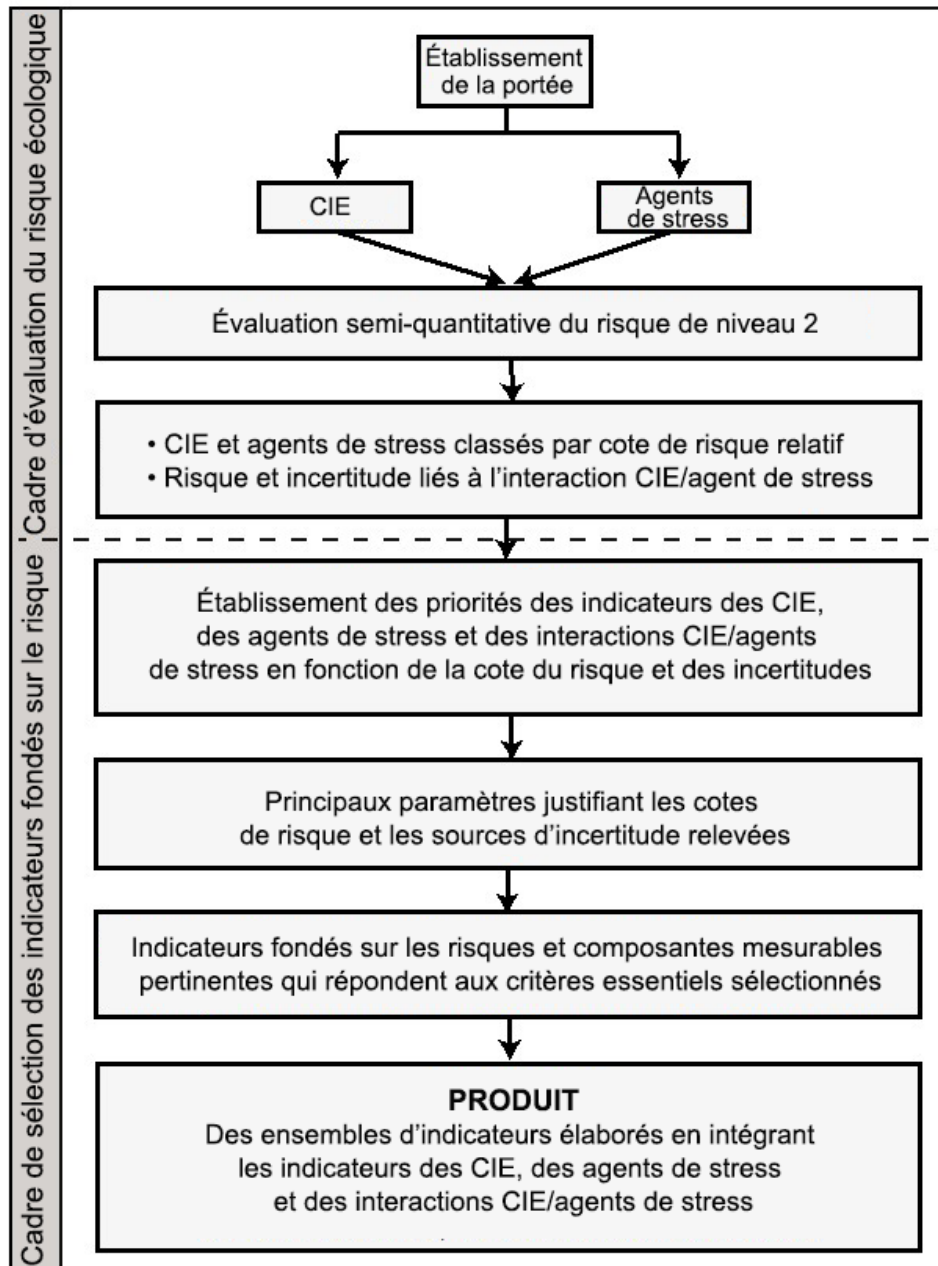 Cadre d'évaluation du risque écologique
Établissement
de la portée
CIE
Agents
de stress
Évaluation semi-quantitative du risque de niveau 2
• CIE et agents de stress classés par cote de risque relatif
• Risque et incertitude liés à l'interaction CIE/agent de stress
Cadre de sélection des indicateurs fondés sur le risque
Établissement des priorités des indicateurs des CIE,
des agents de stress et des interactions CIE/agents
de stress en fonction de la cote du risque et des incertitudes
Principaux paramètres justifiant les cotes
de risque et les sources d'incertitude relevées
Indicateurs fondés sur les risques et composantes mesurables
pertinentes qui répondent aux critères essentiels sélectionnés
PRODUIT
Des ensembles d'indicateurs élaborés en intégrant
les indicateurs des CIE, des agents de stress
et des interactions CIE/agents de stress